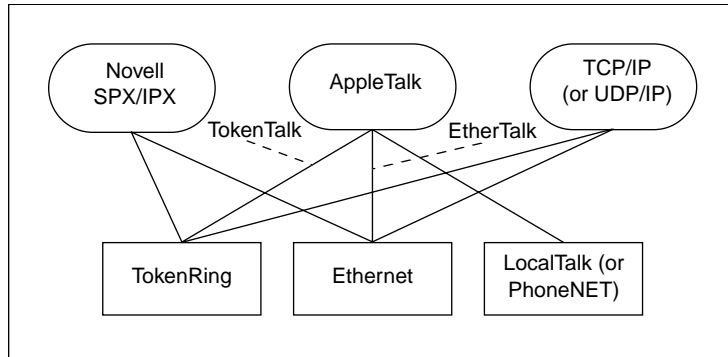 Novell
SPX/IPX
AppleTalk
TCP/IP
(or UDP/IP)
TokenTalk
EtherTalk
TokenRing
Ethernet
LocalTalk (or
PhoneNET)